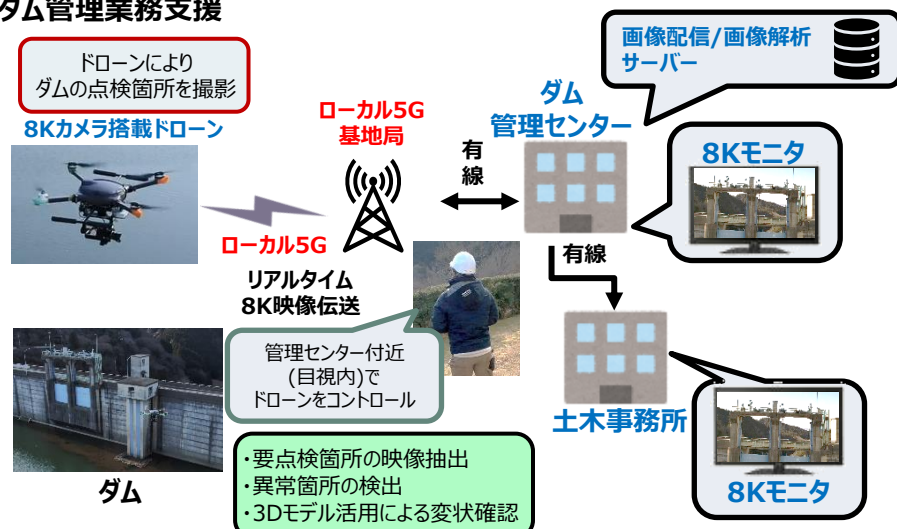 ダム管理業務支援
ドローンにより
ダムの点検箇所を撮影
8Kカメラ搭載ドローン
ローカル5G
基地局
有
線
ダム
管理センター
画像配信/画像解析
サーバー
8Kモニタ
ローカル5G
リアルタイム
8K映像伝送
有線
管理センター付近
(目視内)で
ドローンをコントロール
土木事務所
8Kモニタ
ダム
・要点検箇所の映像抽出
・異常箇所の検出
・3Dモデル活用による変状確認